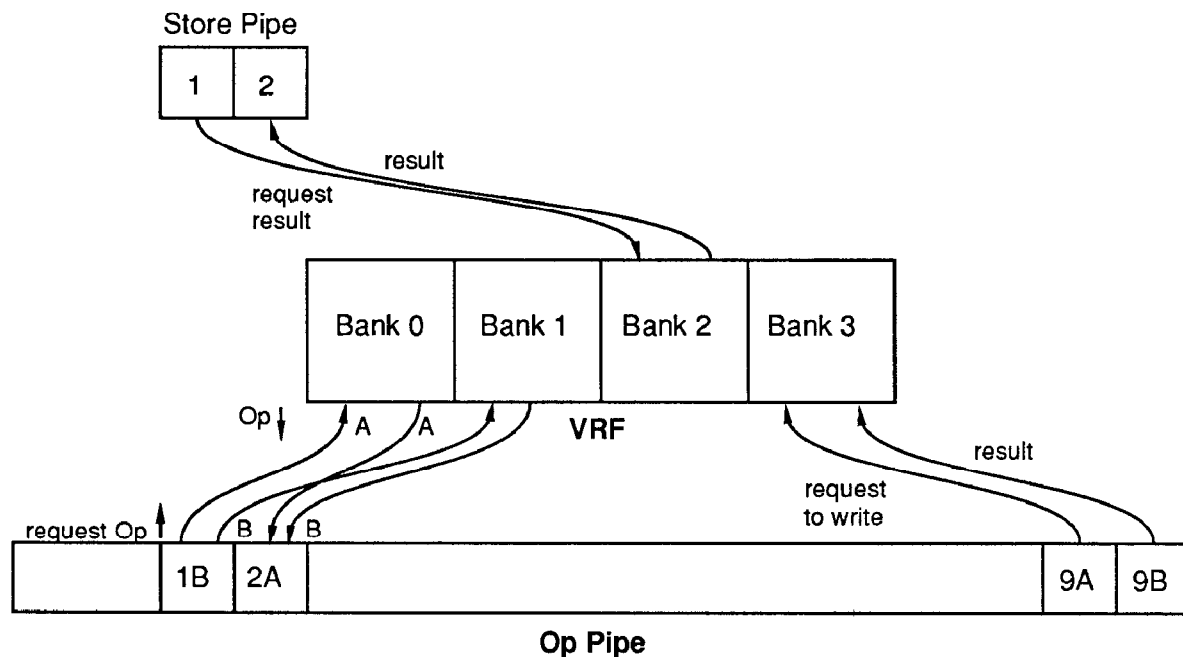 Store Pipe
1 2
result
request
result
Bank 0 Bank 1 Bank 2 Bank 3
Op A A VRF
result
request
to write
request Op B B
1B 2A 9A 9B
Op Pipe